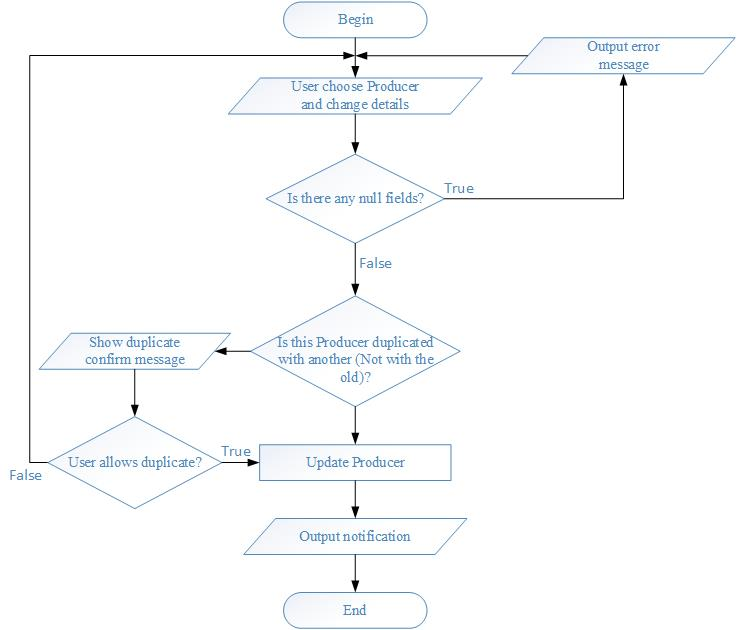 Begin
Output error
message
User choose Producer
and change details
Is there any null fields?
True
False
Is this Producer duplicated
with another (Not with the
old)?
Show duplicate
confirm message
User allows duplicate?
True
False
Update Producer
Output notification
End